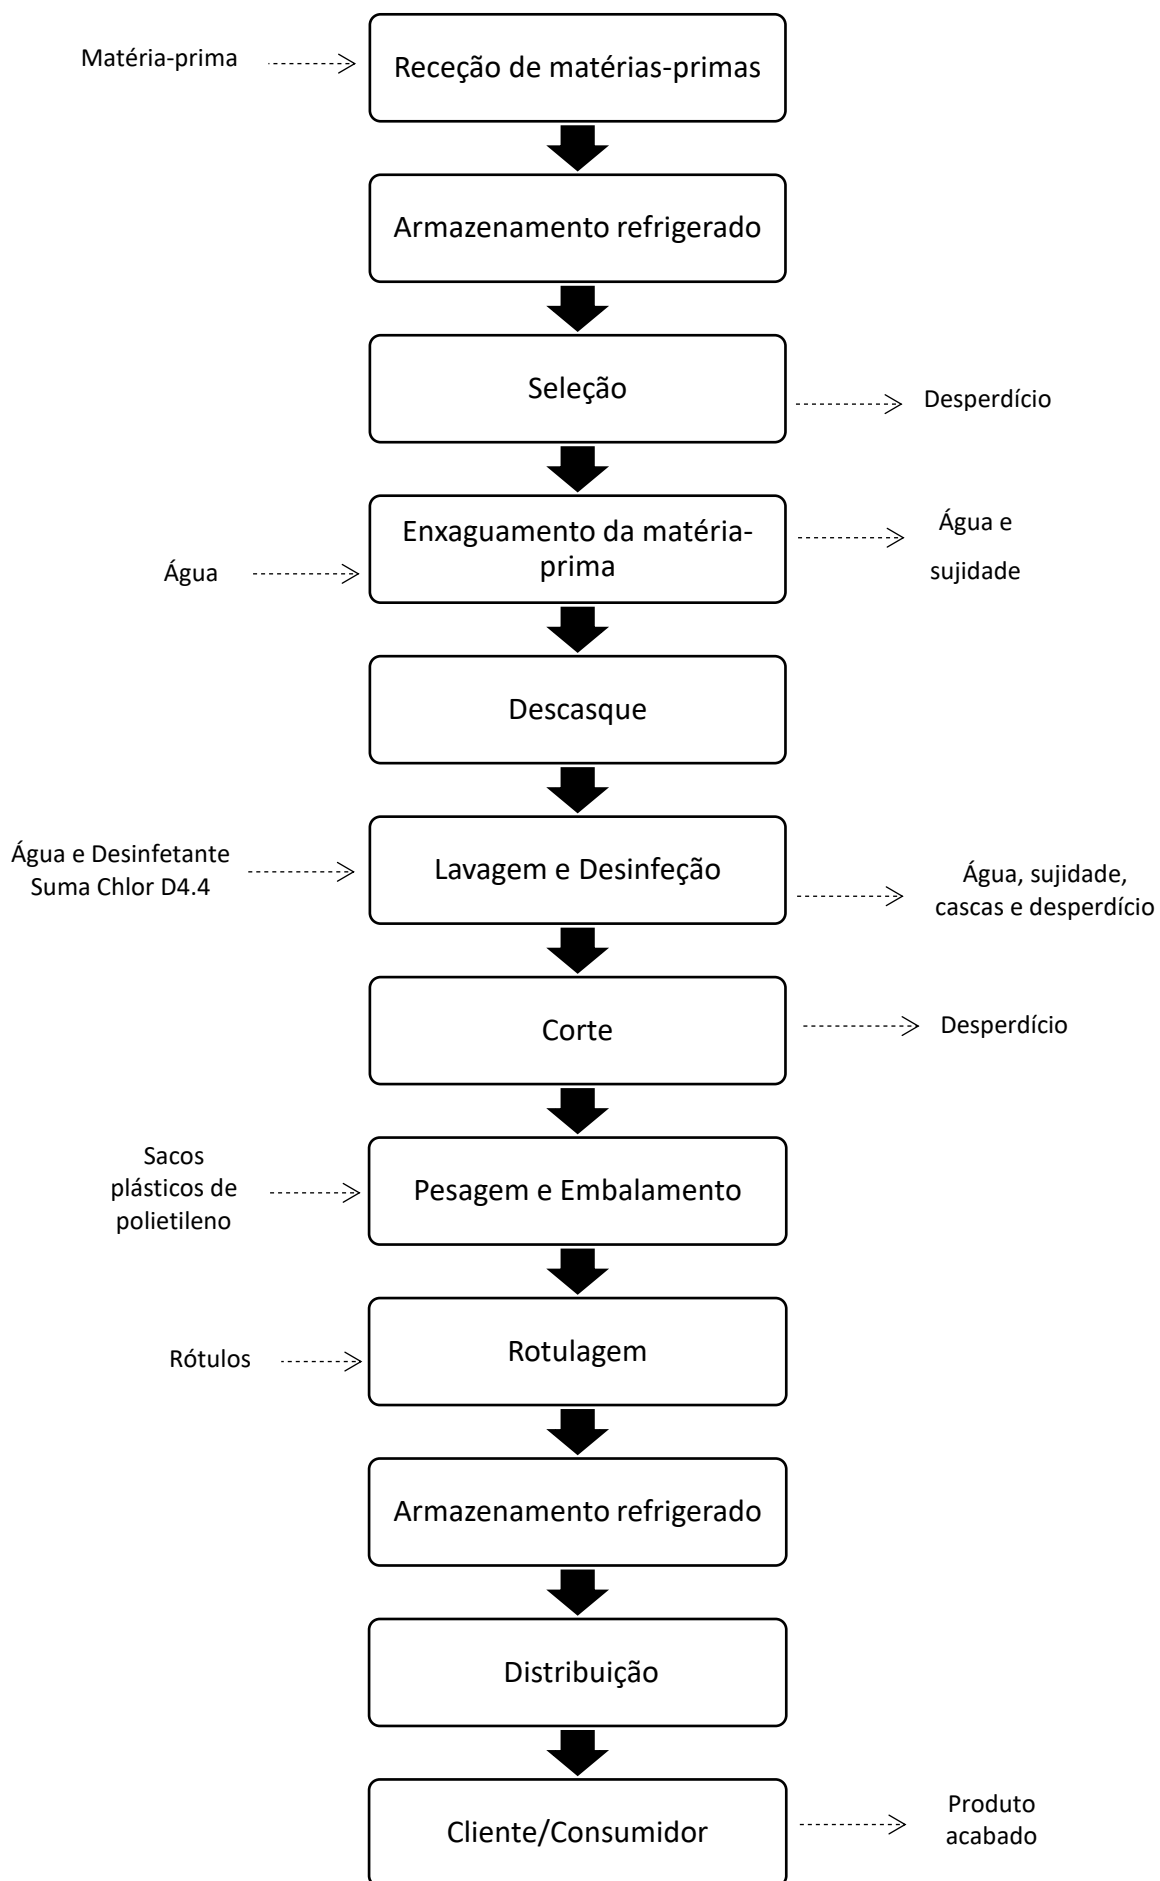 Matéria-prima
Receção de matérias-primas
Armazenamento refrigerado
Seleção
Desperdício
Água
Enxaguamento da matéria-
prima
Água e
sujidade
Descasque
Água e Desinfetante
Suma Chlor D4.4
Lavagem e Desinfeção
Água, sujidade,
cascas e desperdício
Corte
Desperdício
Sacos
plásticos de
polietileno
Pesagem e Embalamento
Rótulos
Rotulagem
Armazenamento refrigerado
Distribuição
Cliente/Consumidor
Produto
acabado